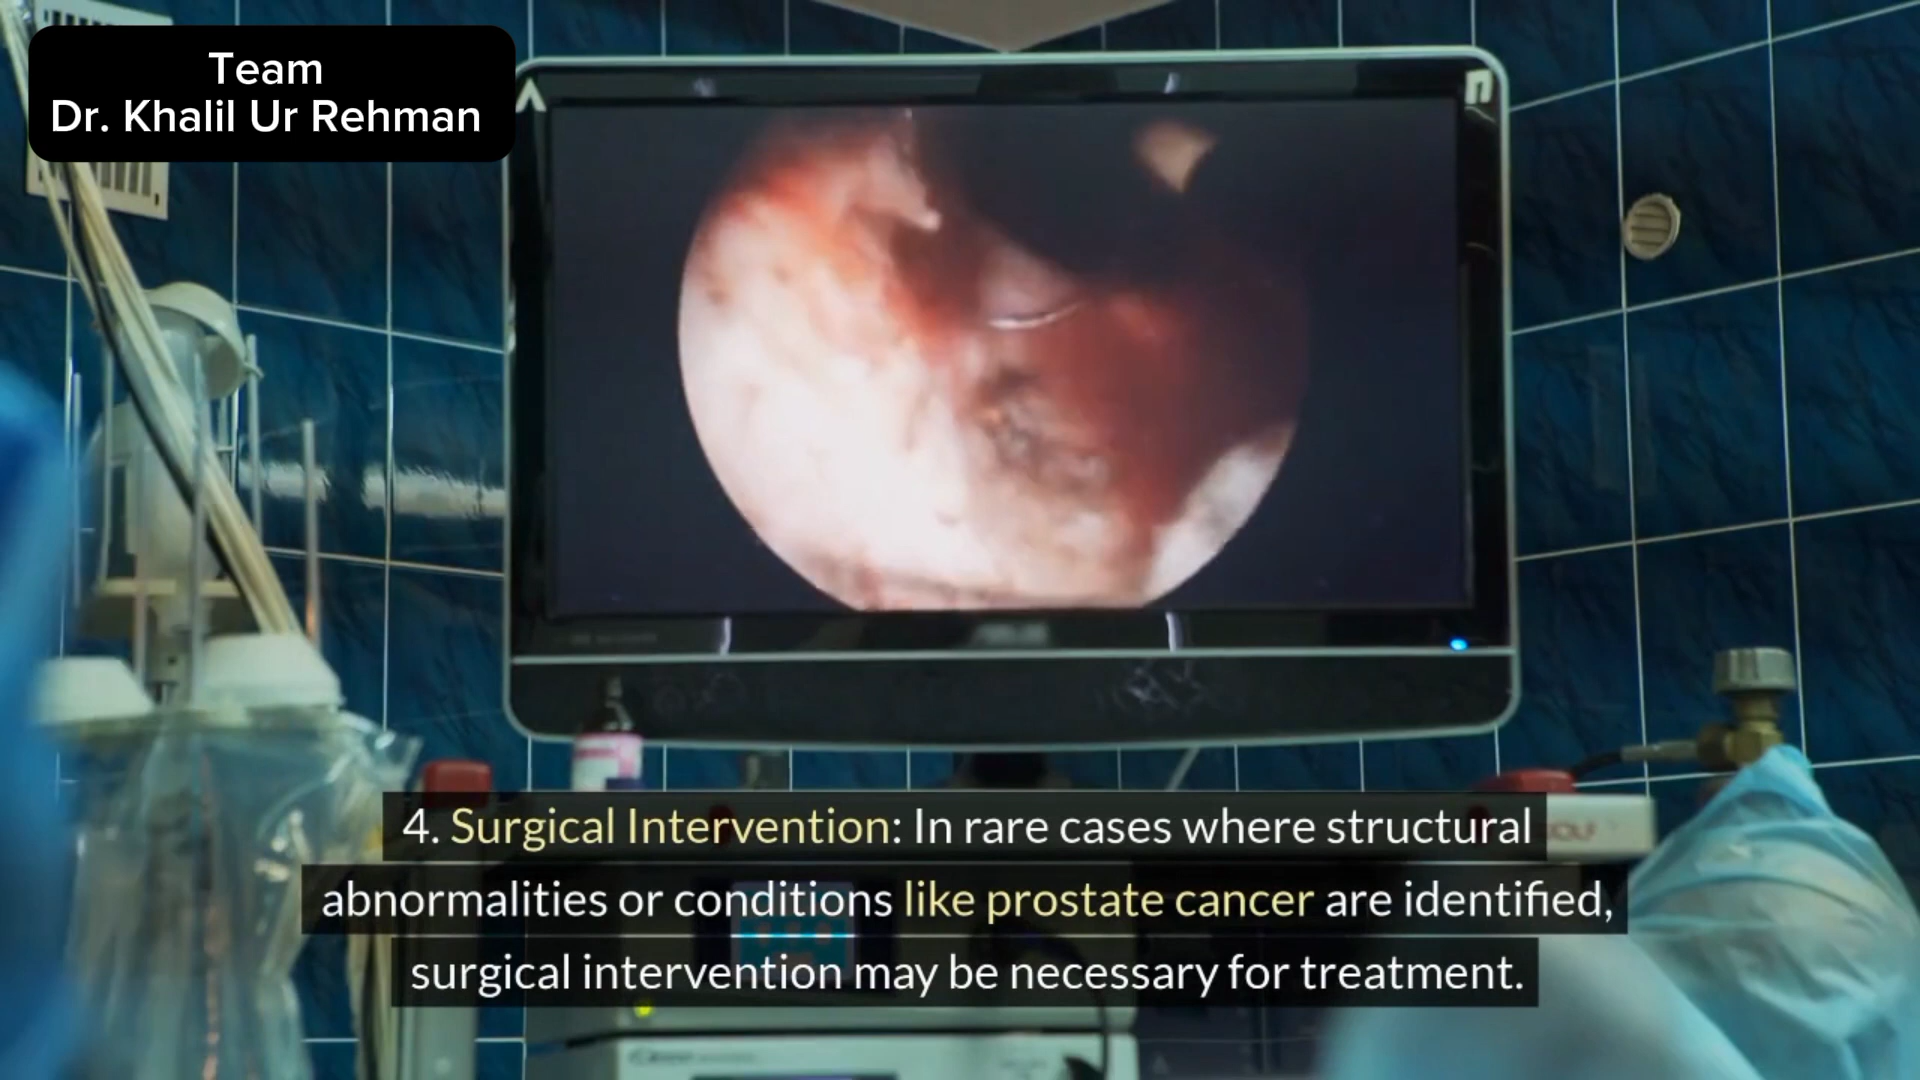 Team
Dr. Khalil Ur Rehman
4. Surgical Intervention: In rare cases where structural
abnormalities or conditions like prostate cancer are identified,
surgical intervention may be necessary for treatment.